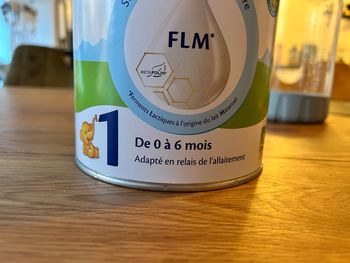 FLM*
METAFOLIN
*Ferments Lactiques à l'origine du lait Maternel
1
De 0 à 6 mois
Adapté en relais de l'allaitement